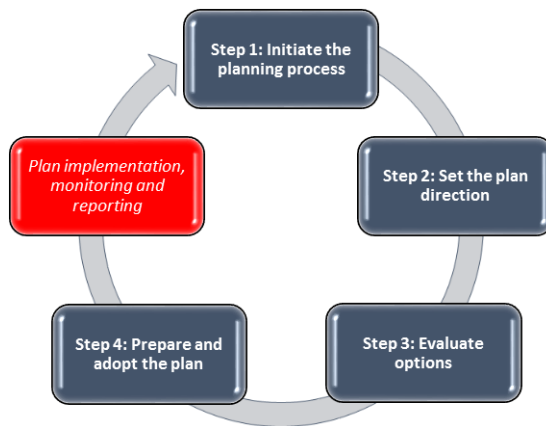 Step 1: Initiate the
planning process
Step 2: Set the plan
direction
Step 3: Evaluate
options
Step 4: Prepare and
adopt the plan
Plan implementation,
monitoring and
reporting